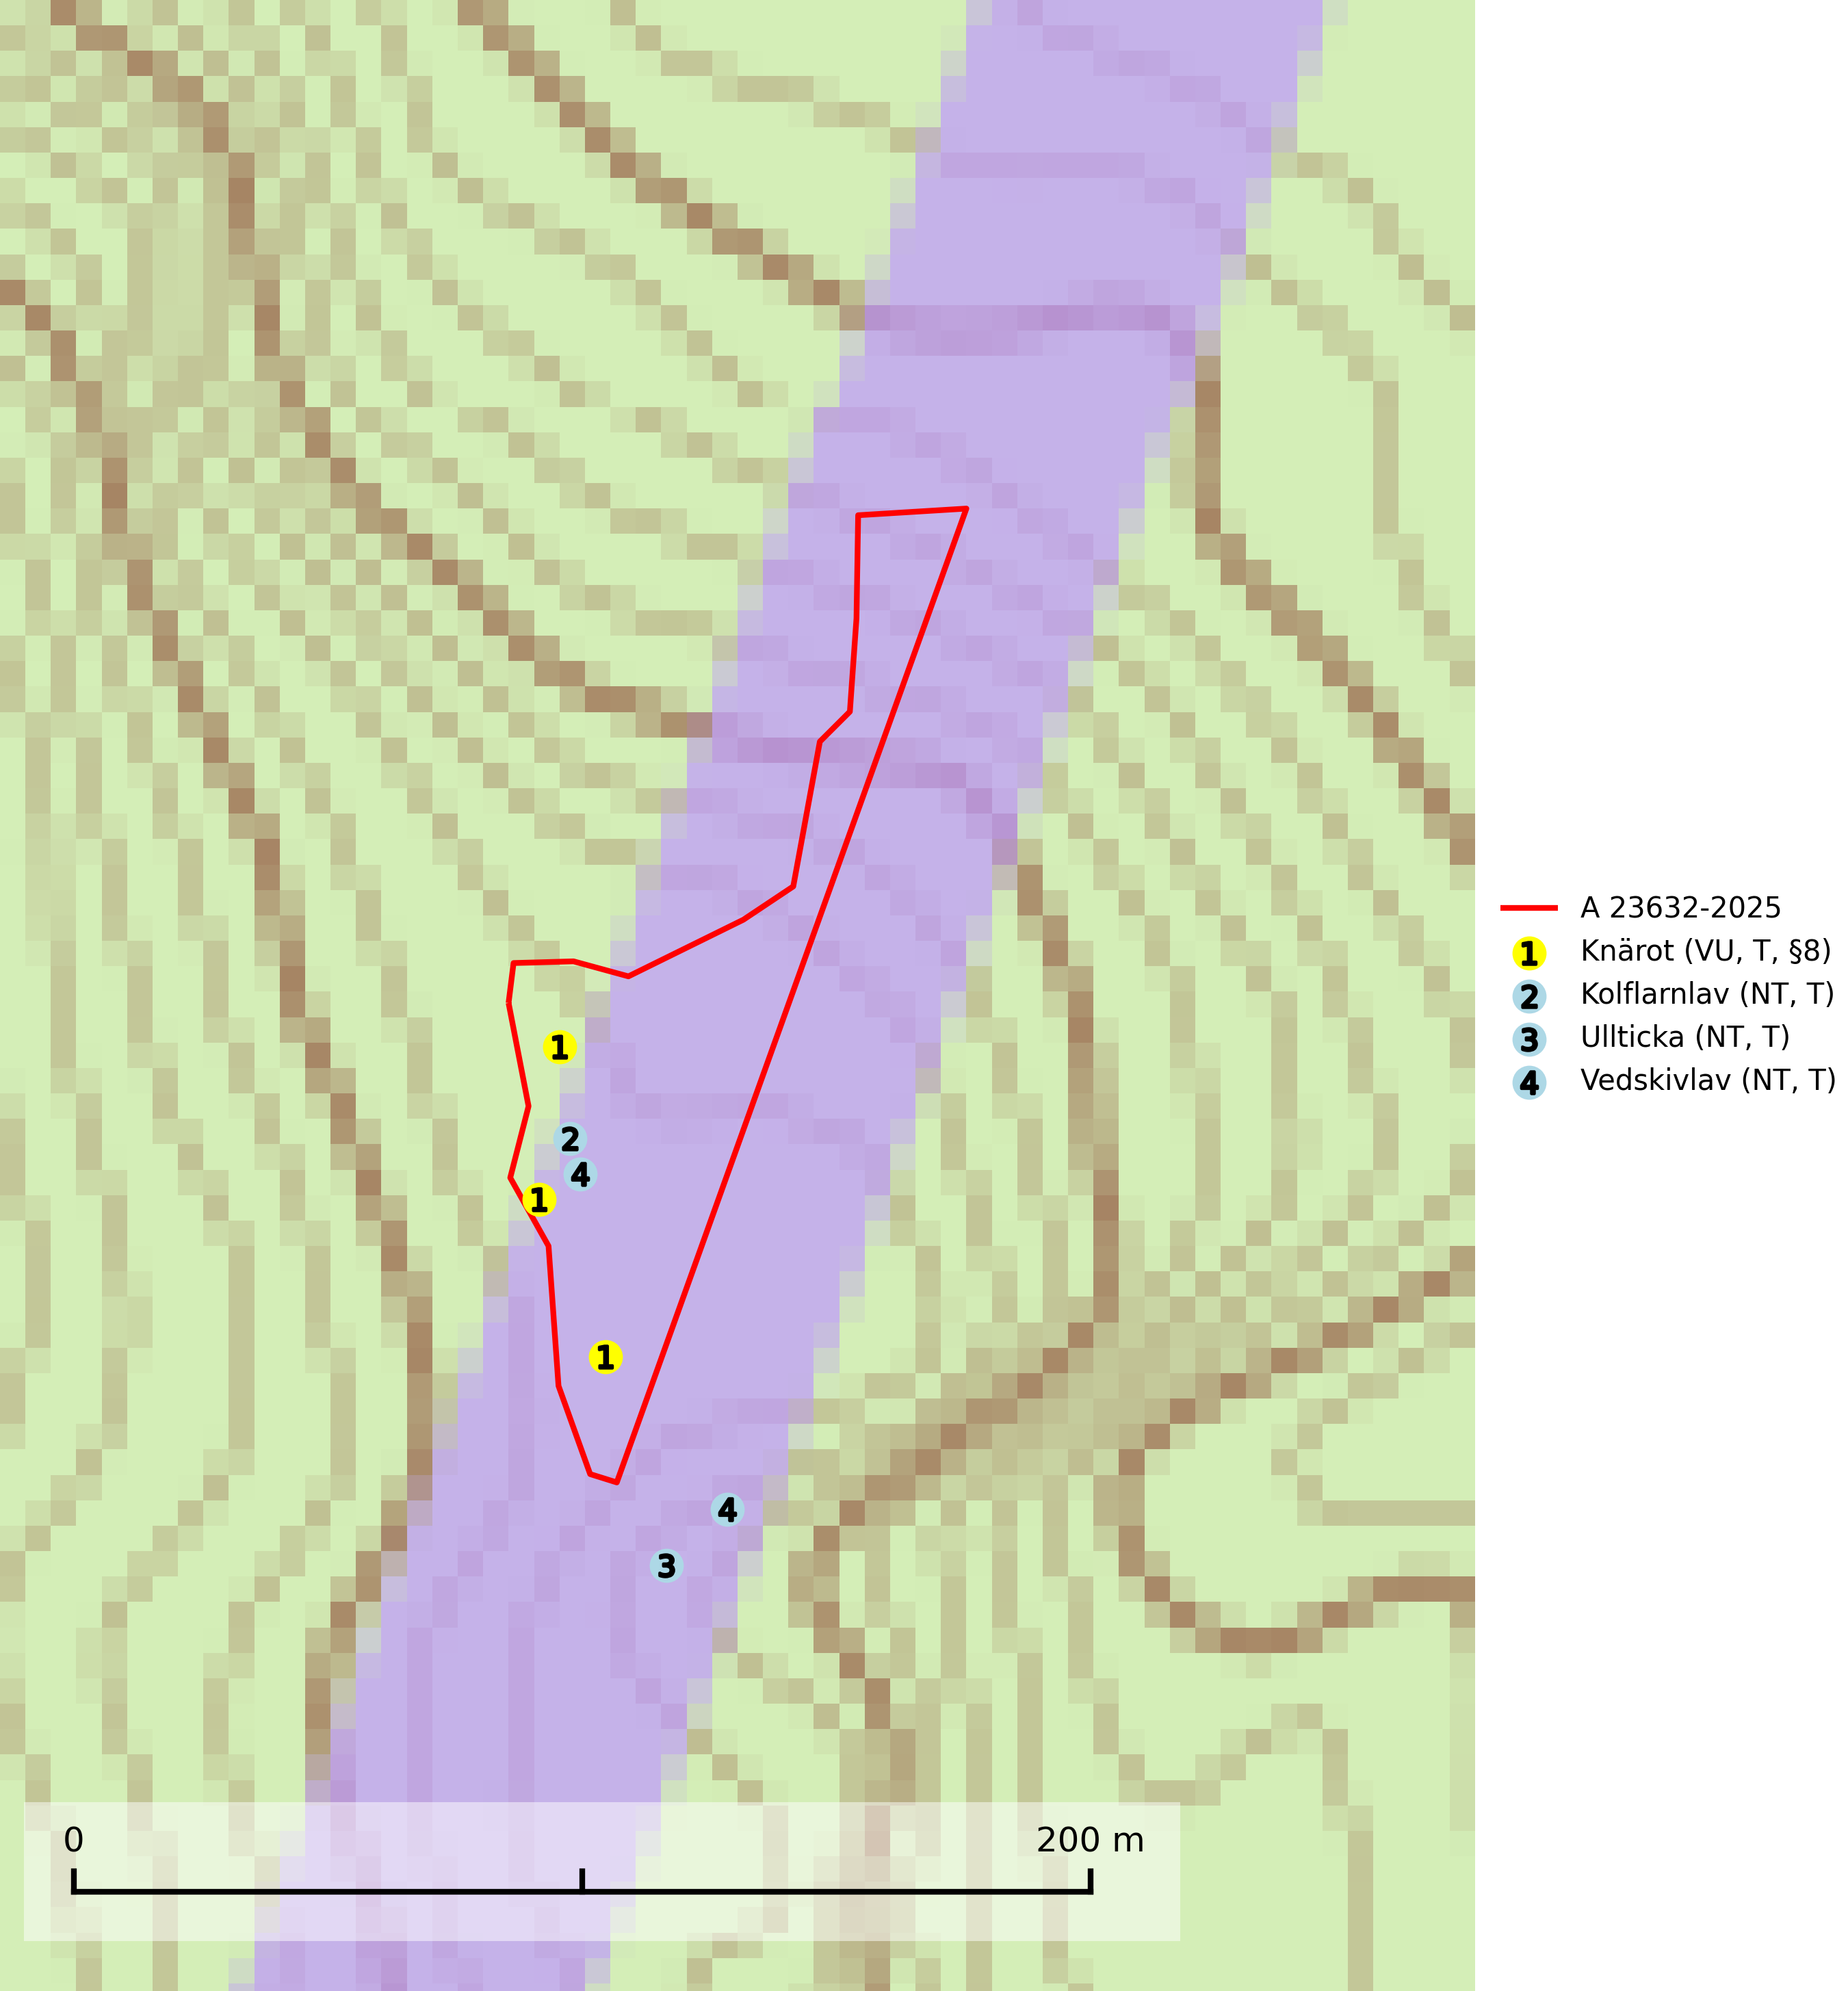 A 23632-2025
1 Knärot (VU, T, §8)
2 Kolflarnlav (NT, T)
3 Ullticka (NT, T)
4 Vedskivlav (NT, T)
1
2
4
1
1
4
3
0 200 m